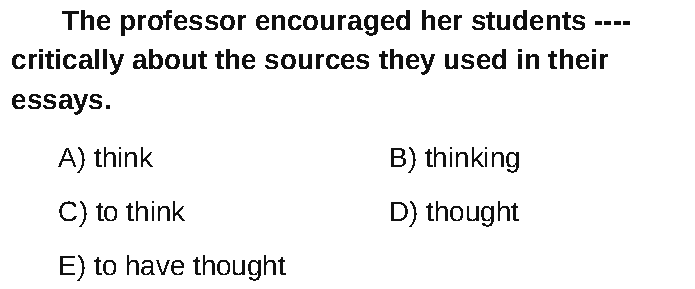 The professor encouraged her students ----
critically about the sources they used in their
essays.
A) think B) thinking
C) to think D) thought
E) to have thought